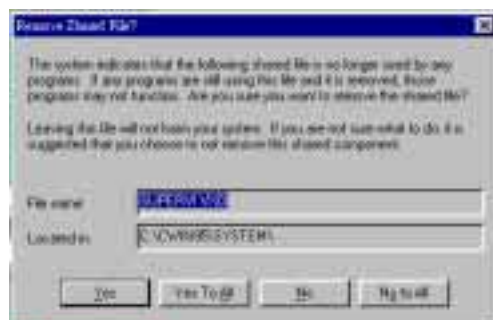 Remove Shared File?
The system indicates that the following shared file is no longer used by any
programs. If any programs are still using this file and it is removed, those
programs may not function. Are you sure you want to remove the shared file?
Leaving this file will not harm your system. If you are not sure what to do, it is
suggested that you choose to not remove this shared component.
File name:
Located in:
Yes
Yes To All
No
No to All